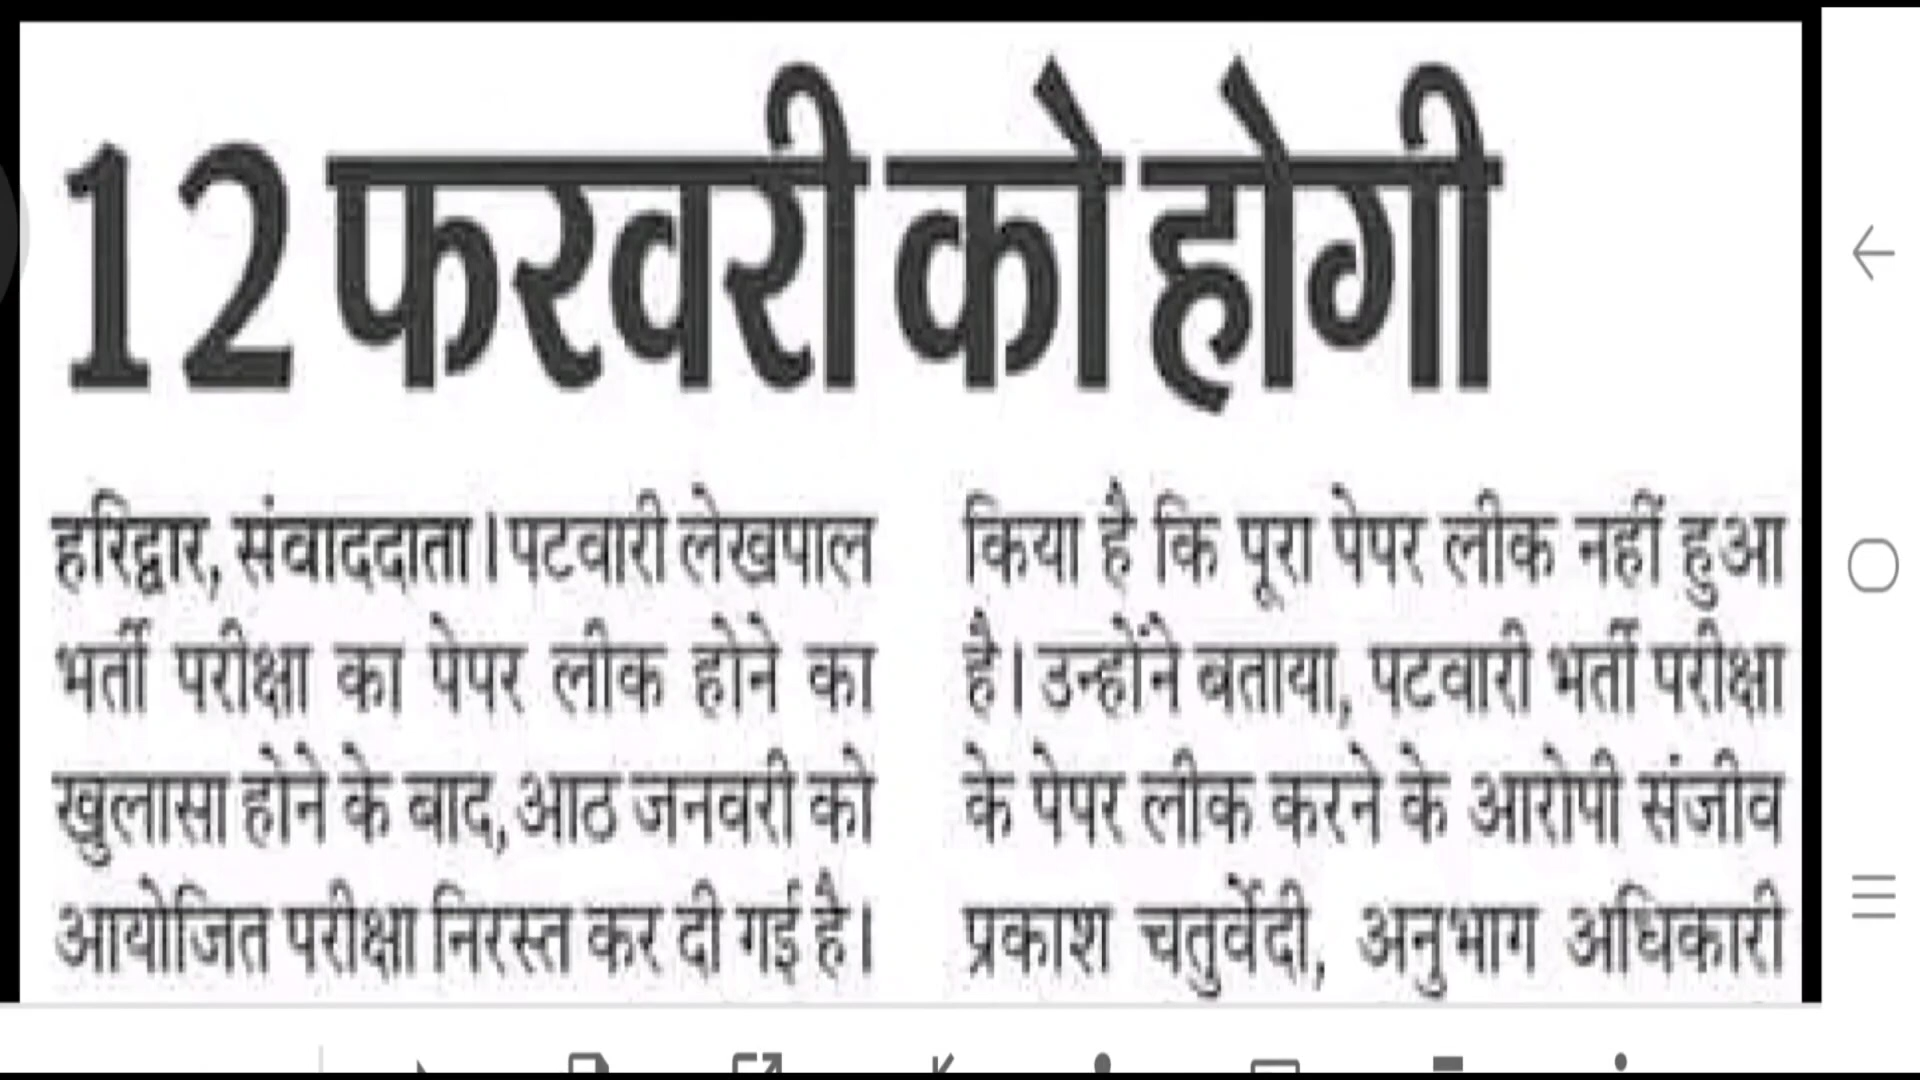 12 फरवरी को होगी
हरिद्वार, संवाददाता। पटवारी लेखपाल
भर्ती परीक्षा का पेपर लीक होने का
खुलासा होने के बाद, आठ जनवरी को
आयोजित परीक्षा निरस्त कर दी गई है।
किया है कि पूरा पेपर लीक नहीं हुआ
है। उन्होंने बताया, पटवारी भर्ती परीक्षा
के पेपर लीक करने के आरोपी संजीव
प्रकाश चतुर्वेदी, अनुभाग अधिकारी